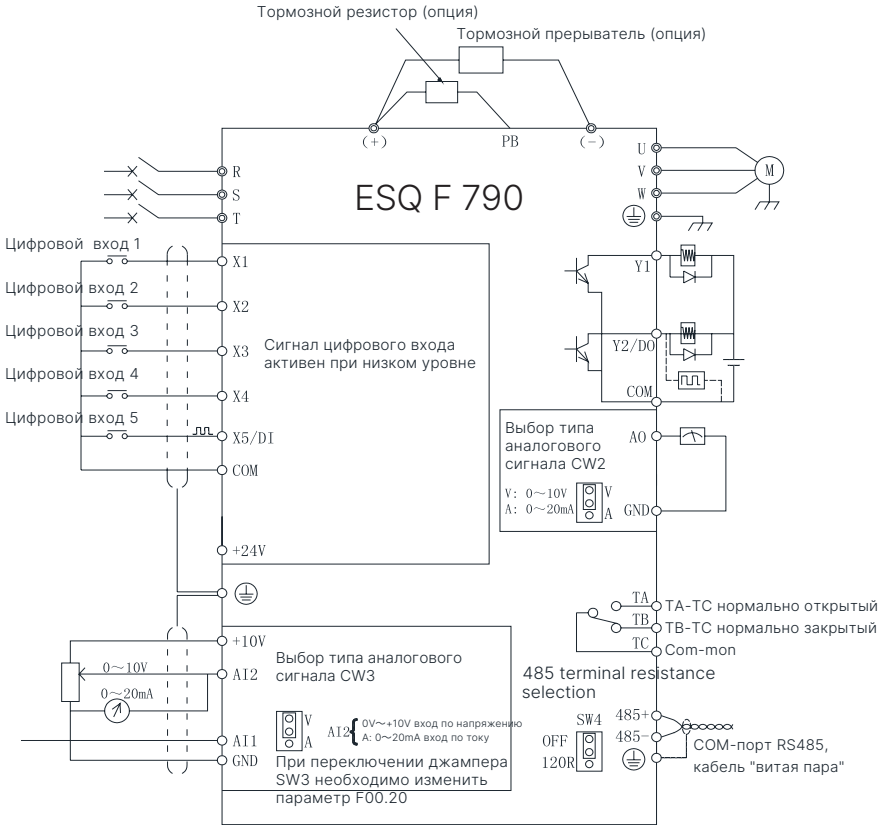 Тормозной резистор (опция)
Тормозной прерыватель (опция)
(+)
PB
(-)
R
S
T
ESQ F 790
U
V
W
M
Цифровой вход 1
X1
Цифровой вход 2
X2
Цифровой вход 3
X3
Цифровой вход 4
X4
Цифровой вход 5
X5/DI
COM
Сигнал цифрового входа
активен при низком уровне
+24V
Y1
Y2/DO
COM
Выбор типа
аналогового
сигнала CW2
V: 0～10V
A: 0～20mA
V
A
AO
GND
TA
TA-TC нормально открытый
TB
TB-TC нормально закрытый
TC
Com-mon
+10V
0～10V
AI2
0～20mA
AI1
GND
Выбор типа аналогового
сигнала CW3
V
A
AI2
0V～+10V вход по напряжению
A: 0～20mA вход по току
При переключении джампера
SW3 необходимо изменить
параметр F00.20
485 terminal resistance
selection
SW4
OFF
120R
485+
485-
COM-порт RS485,
кабель "витая пара"